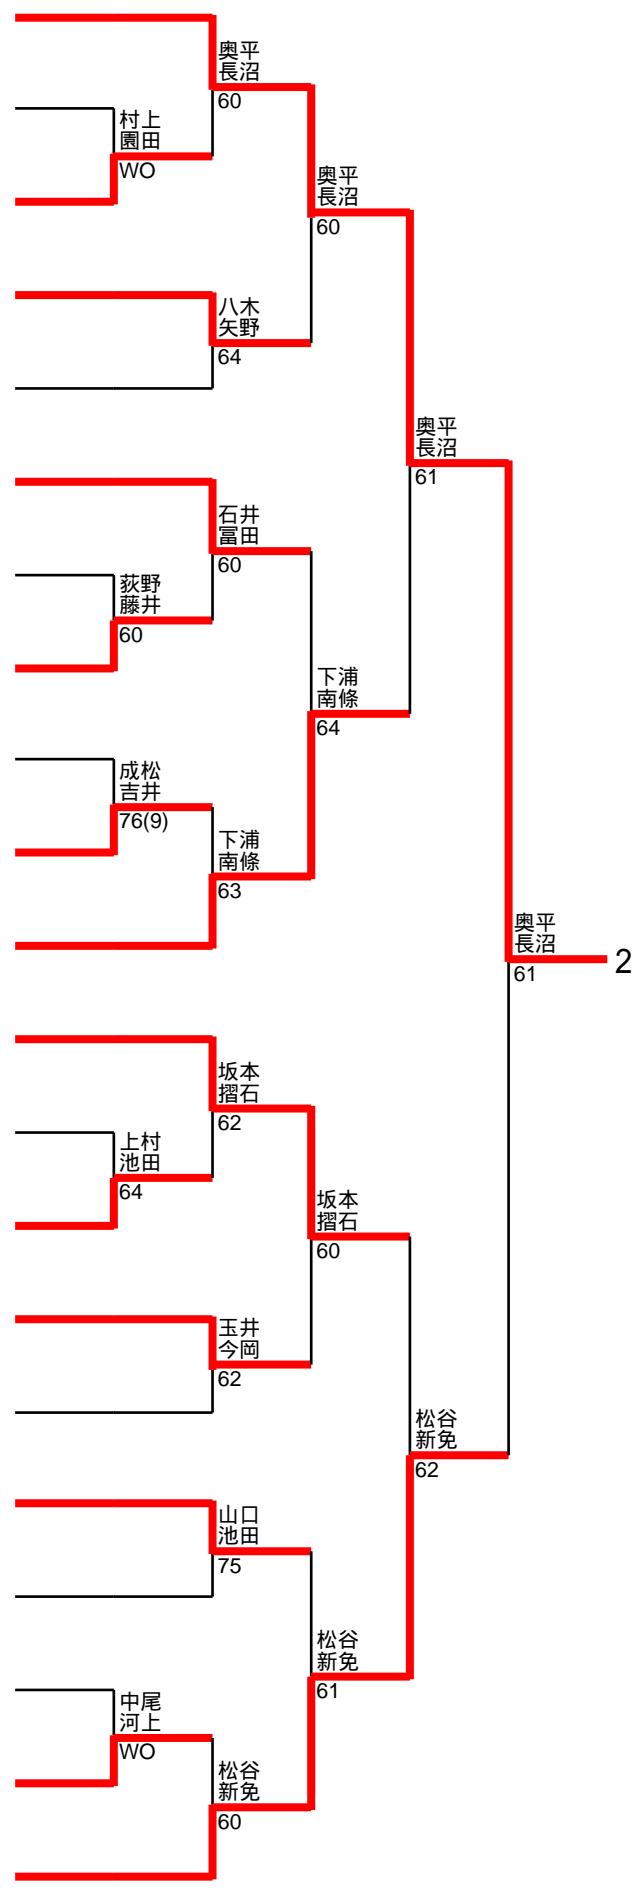 奥平
長沼
60
村上
園田
WO
奥平
長沼
60
八木
矢野
64
奥平
長沼
61
石井
冨田
60
荻野
藤井
60
下浦
南條
64
成松
吉井
76(9)
下浦
南條
63
奥平
長沼
61
2
坂本
摺石
62
上村
池田
64
坂本
摺石
60
玉井
今岡
62
松谷
新免
62
山口
池田
75
松谷
新免
61
中尾
河上
WO
松谷
新免
60